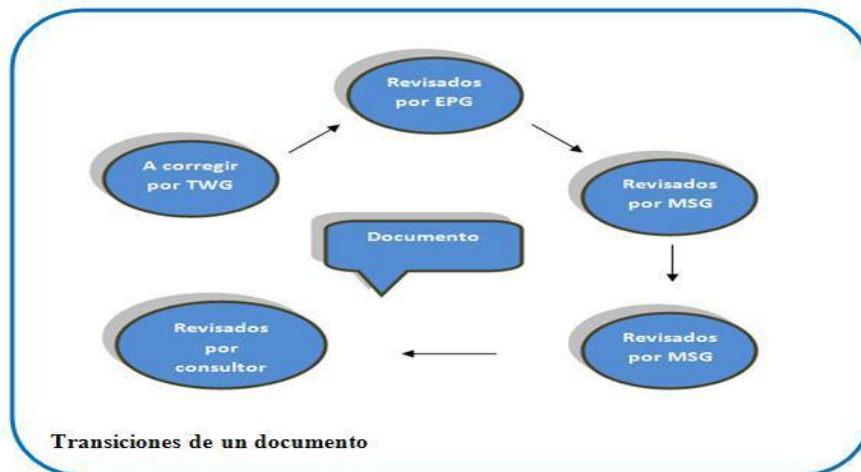 Revisados
por EPG
A corregir
por TWG
Revisados
por MSG
Documento
Revisados
por
consultor
Revisados
por MSG
Transiciones de un documento